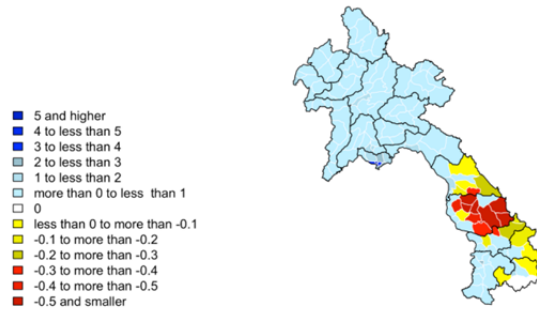 5 and higher
4 to less than 5
3 to less than 4
2 to less than 3
1 to less than 2
more than 0 to less than 1
0
less than 0 to more than -0.1
-0.1 to more than -0.2
-0.2 to more than -0.3
-0.3 to more than -0.4
-0.4 to more than -0.5
-0.5 and smaller